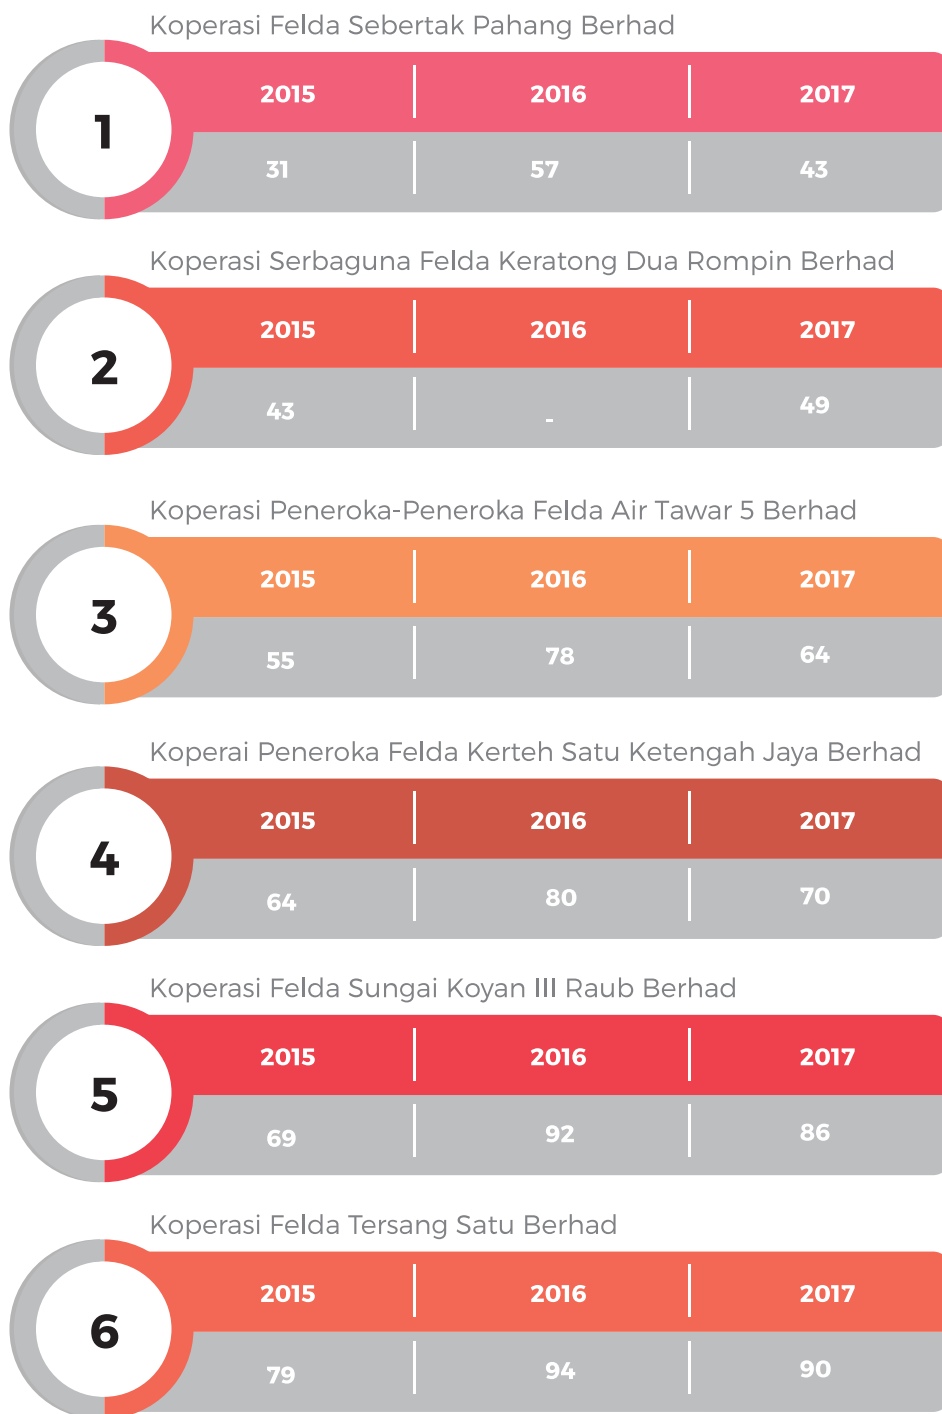 Koperasi Felda Sebertak Pahang Berhad
1
2015 2016 2017
31 57 43
Koperasi Serbaguna Felda Keratong Dua Rompin Berhad
2
2015 2016 2017
43 - 49
Koperasi Peneroka-Peneroka Felda Air Tawar 5 Berhad
3
2015 2016 2017
55 78 64
Koperai Peneroka Felda Kerteh Satu Ketengah Jaya Berhad
4
2015 2016 2017
64 80 70
Koperasi Felda Sungai Koyan III Raub Berhad
5
2015 2016 2017
69 92 86
Koperasi Felda Tersang Satu Berhad
6
2015 2016 2017
79 94 90